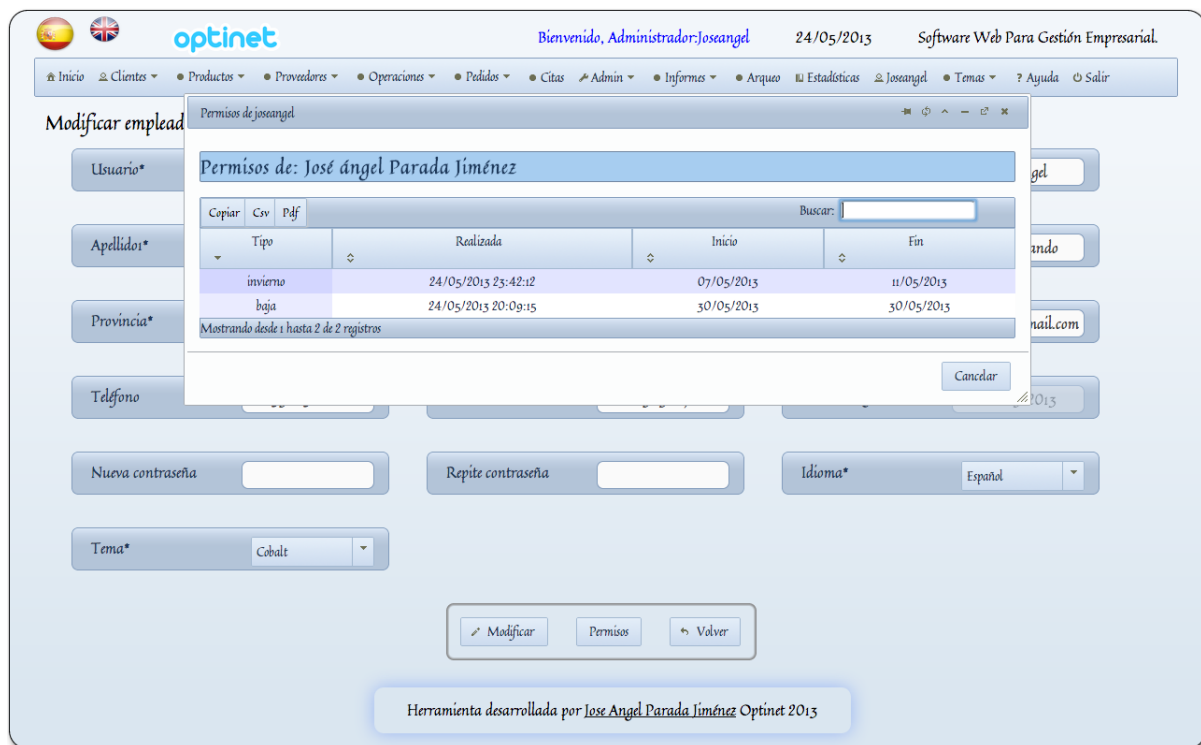 optinet Bienvenido, Administrador:Joseangel 24/05/2013 Software Web Para Gestión Empresarial.
Inicio Clientes Productos Proveedores Operaciones Pedidos Citas Admin Informes Arqueo Estadísticas Joseangel Temas ? Ayuda Salir
Modificar emplead
Permisos de joseangel
Permisos de: José ángel Parada Jiménez
Copiar Csv Pdf Buscar:
Tipo Realizada Inicio Fin
invierno 24/05/2013 23:42:12 07/05/2013 11/05/2013
baja 24/05/2013 20:09:15 30/05/2013 30/05/2013
Mostrando desde 1 hasta 2 de 2 registros
Cancelar
Usuario* gel
Apellido1* ando
Provincia* nail.com
Teléfono 2013
Nueva contraseña Repite contraseña Idioma* Español
Tema* Cobalt
Modificar Permisos Volver
Herramienta desarrollada por Jose Angel Parada Jiménez Optinet 2013